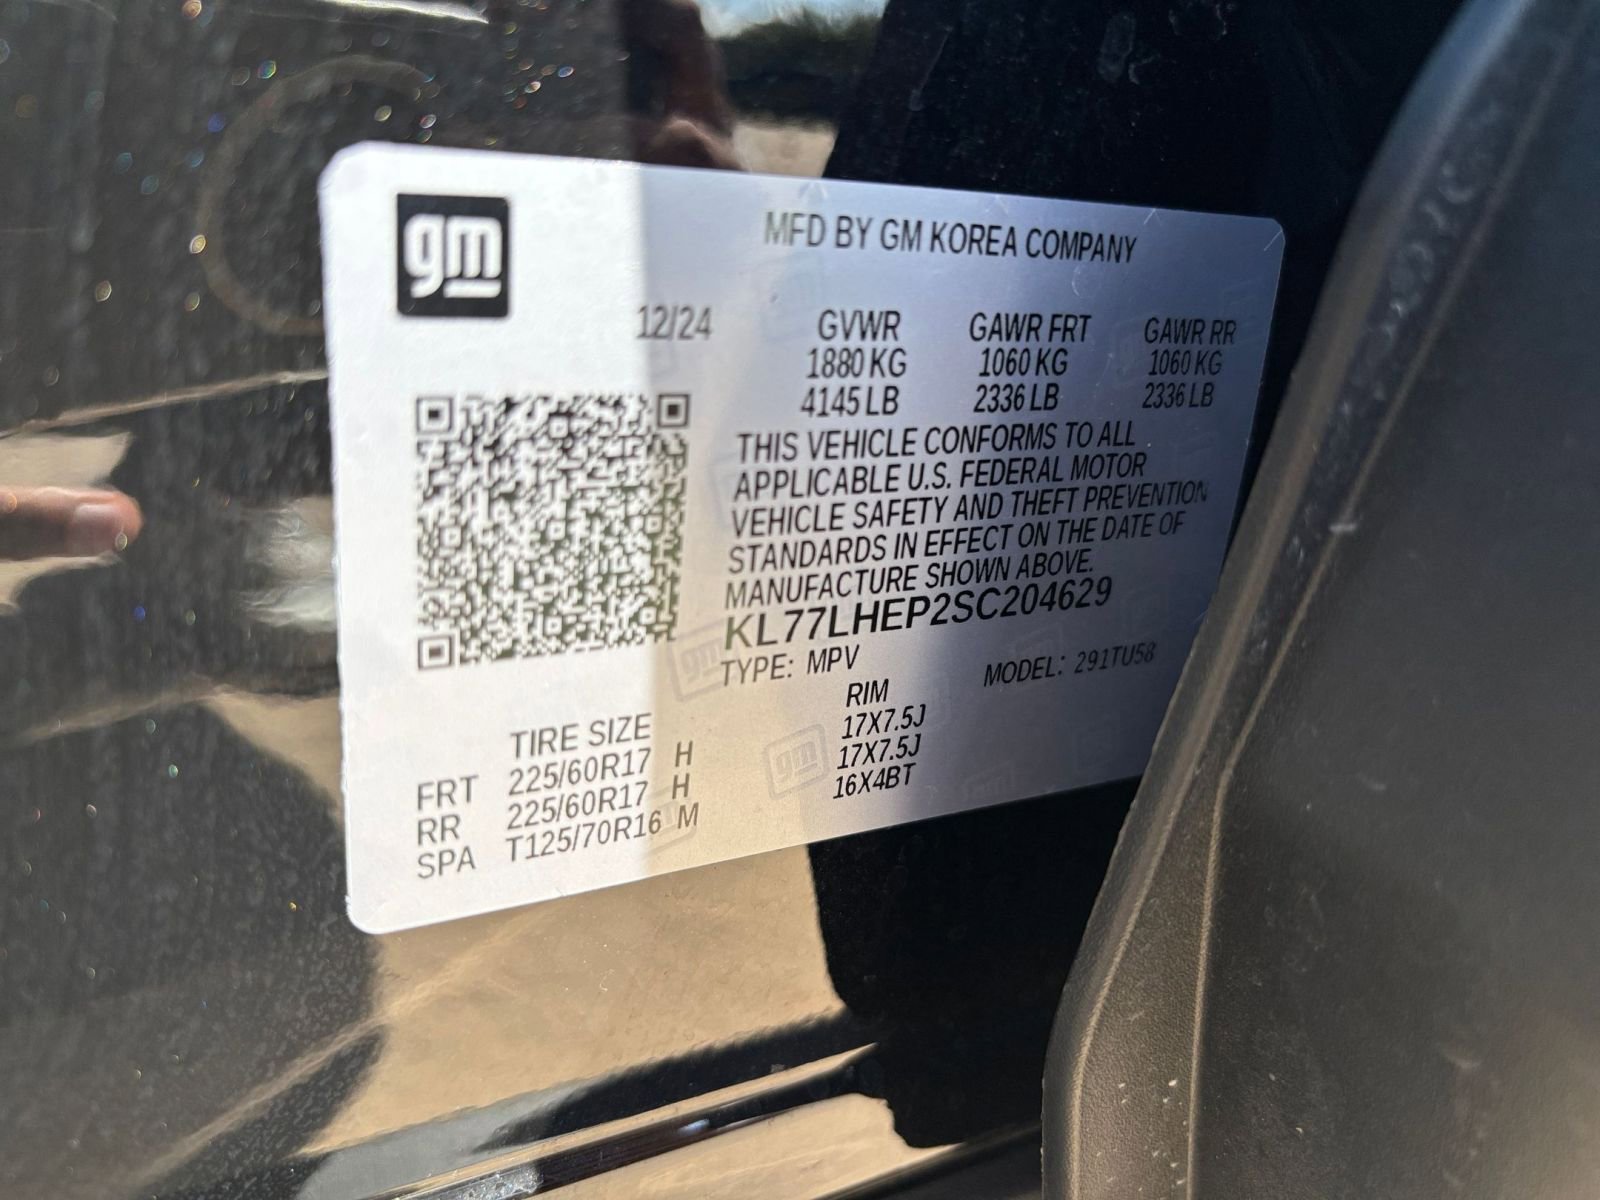 gm
MFD BY GM KOREA COMPANY
12/24 GVWR GAWR FRT GAWR RR
1880 KG 1060 KG 1060 KG
4145 LB 2336 LB 2336 LB
THIS VEHICLE CONFORMS TO ALL
APPLICABLE U.S. FEDERAL MOTOR
VEHICLE SAFETY AND THEFT PREVENTION
STANDARDS IN EFFECT ON THE DATE OF
MANUFACTURE SHOWN ABOVE.
KL77LHEP2SC204629
TYPE: MPV MODEL: 291TU58
TIRE SIZE RIM
FRT 225/60R17 H 17X7.5J
RR 225/60R17 H 17X7.5J
SPA T125/70R16 M 16X4BT